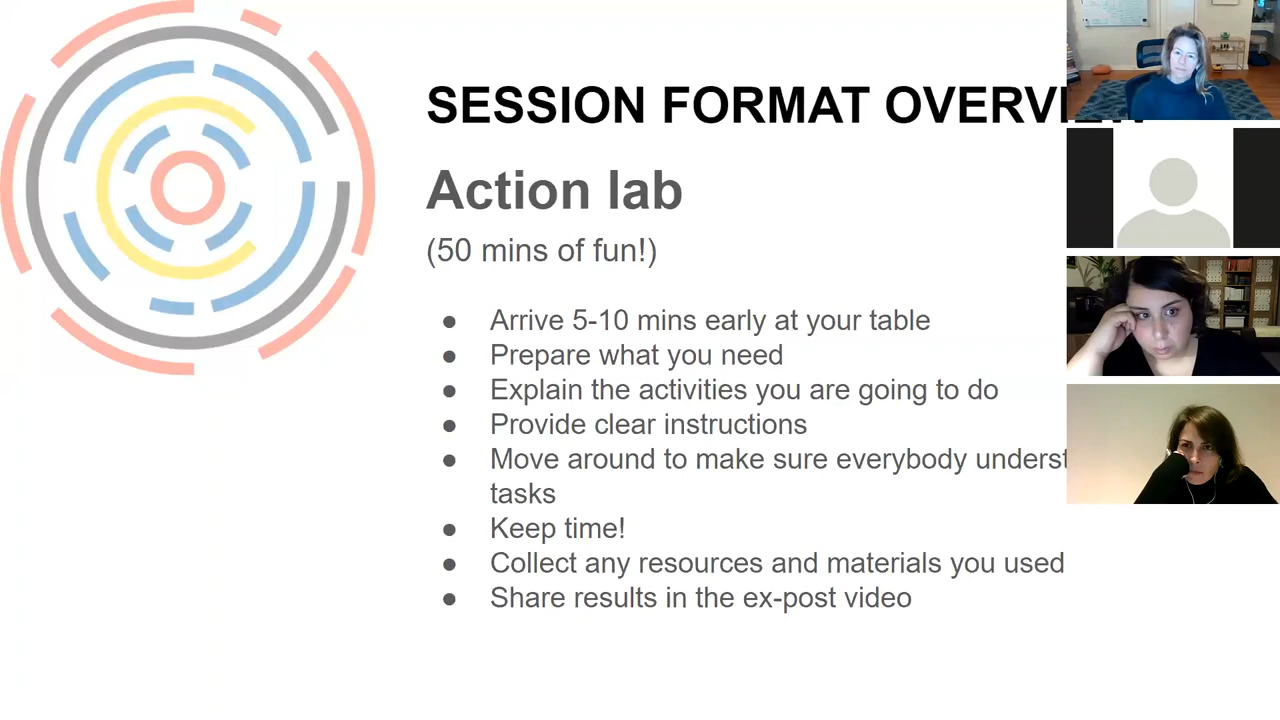 SESSION FORMAT OVERVIEW
Action lab
(50 mins of fun!)
● Arrive 5-10 mins early at your table
● Prepare what you need
● Explain the activities you are going to do
● Provide clear instructions
● Move around to make sure everybody
tasks
● Keep time!
● Collect any resources and materials you used
● Share results in the ex-post video